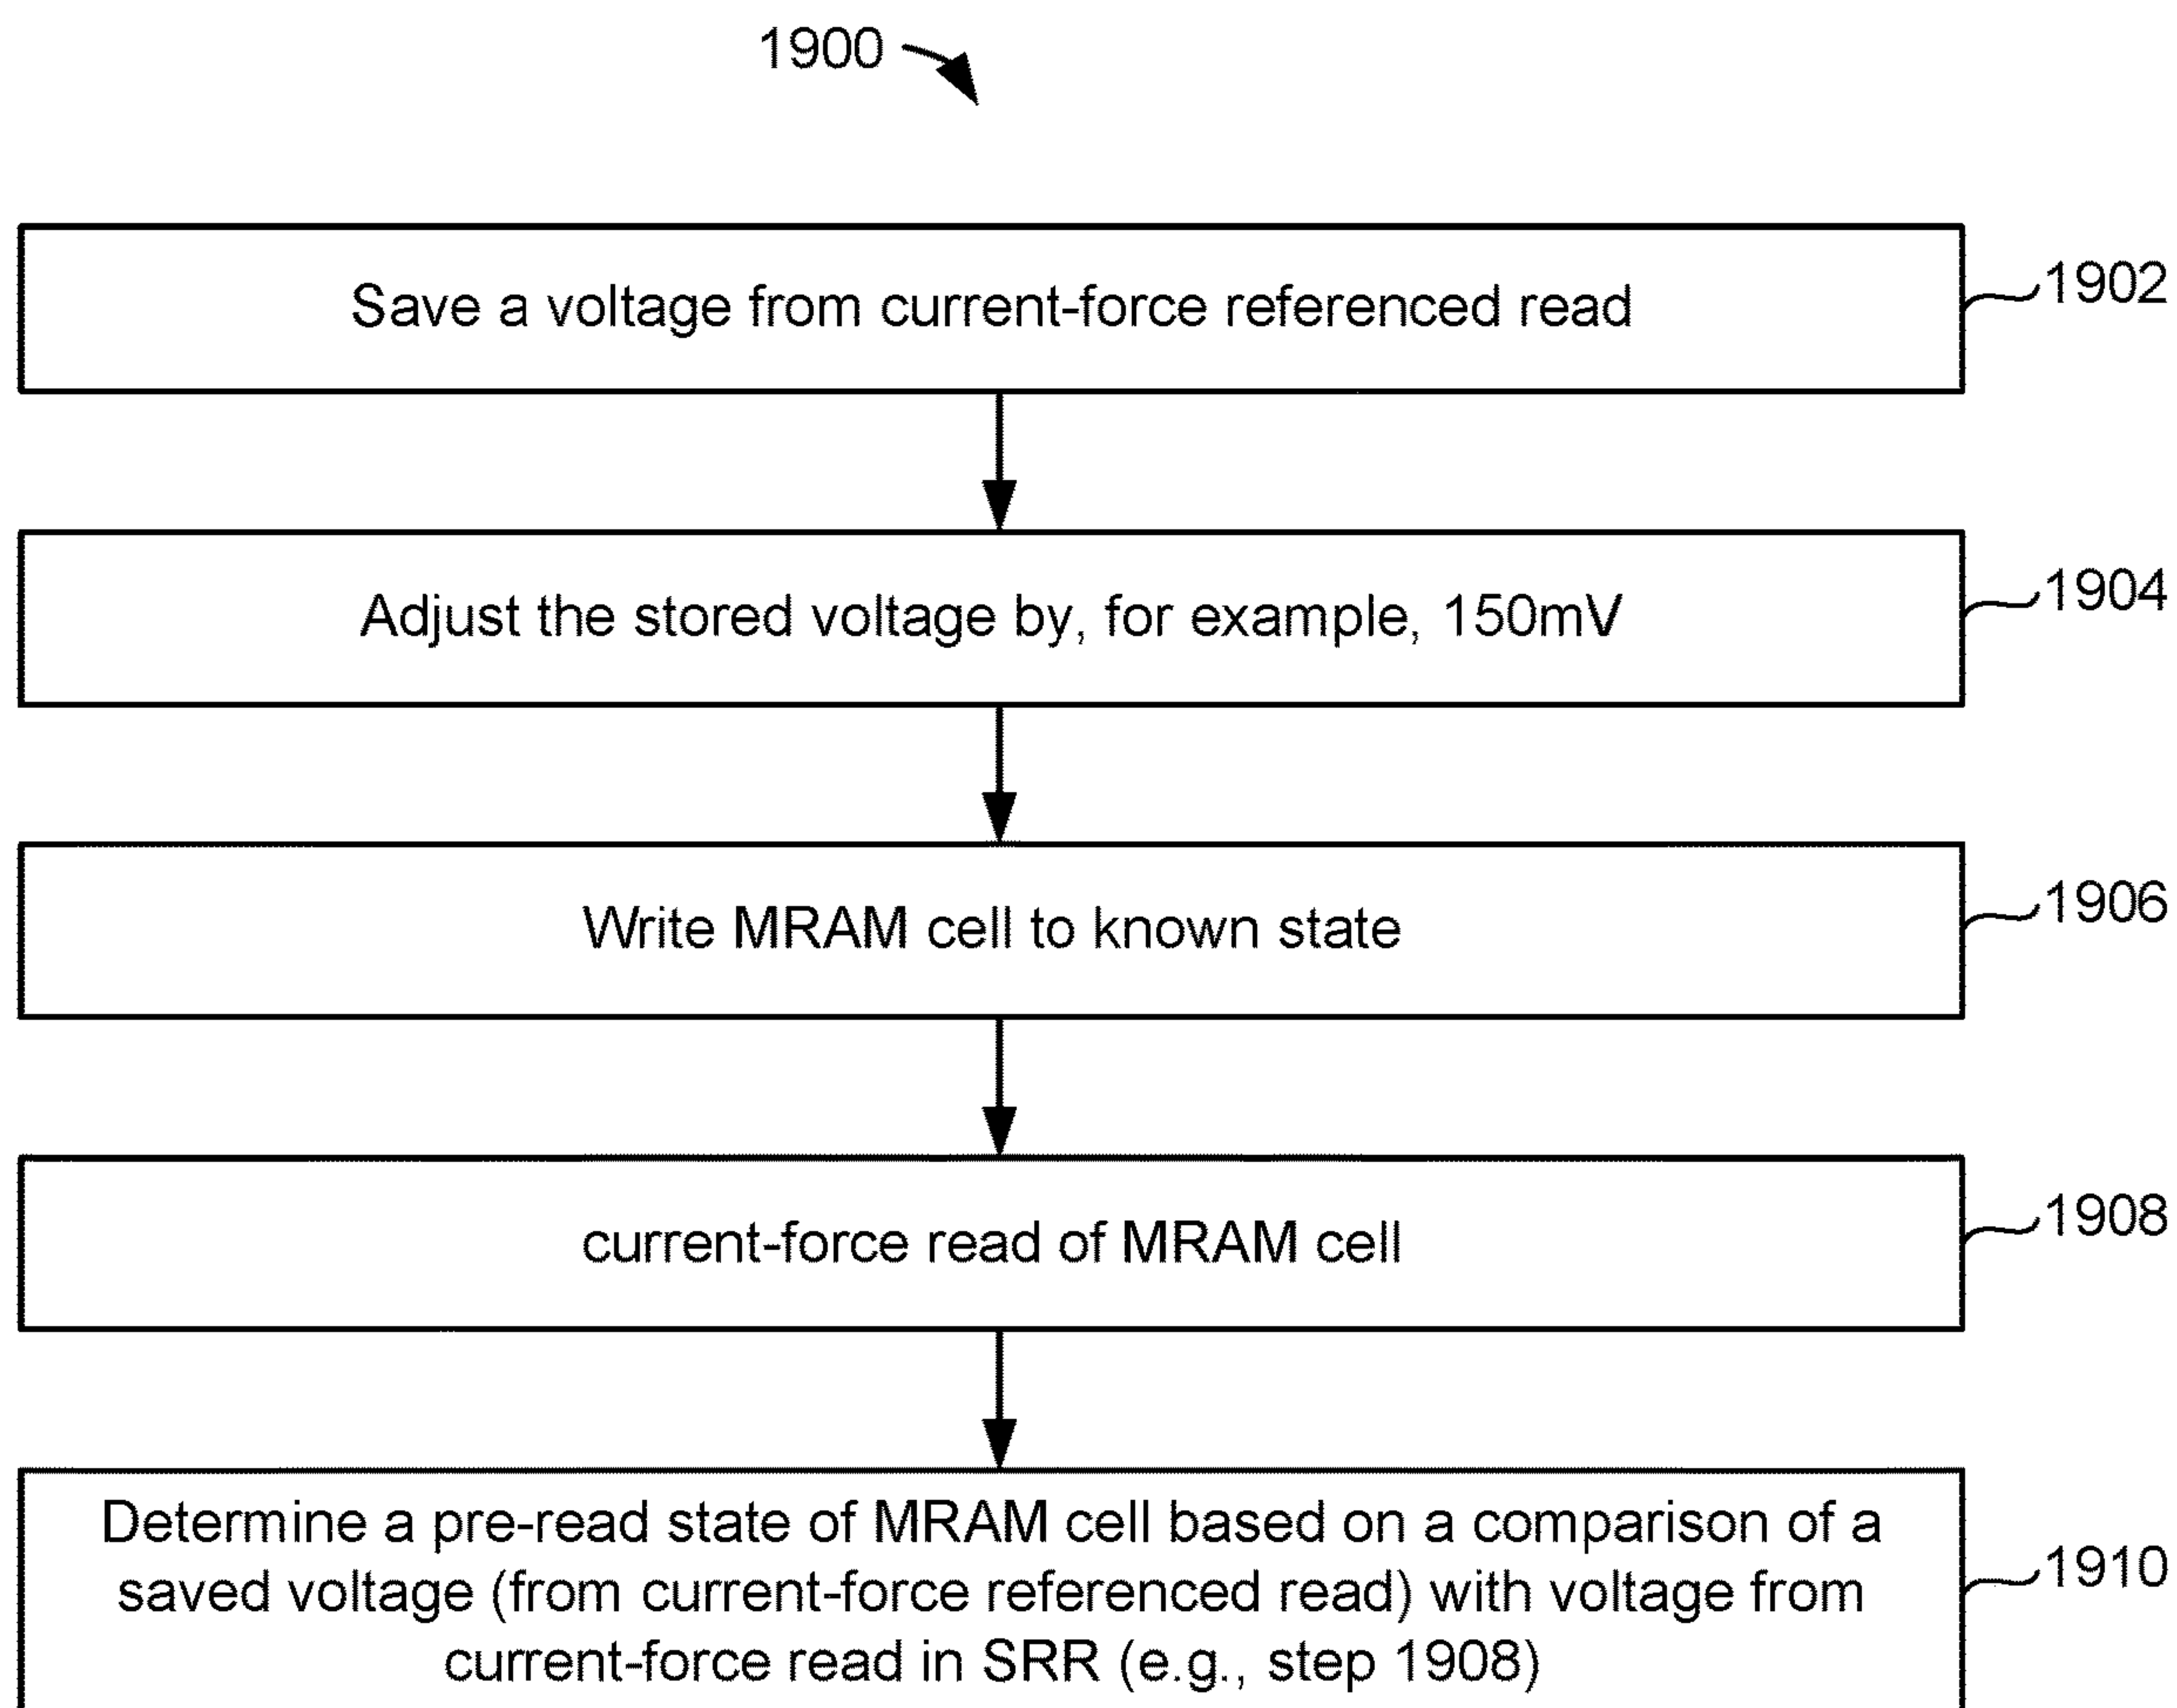 1900
Save a voltage from current-force referenced read
1902
Adjust the stored voltage by, for example, 150mV
1904
Write MRAM cell to known state
1906
current-force read of MRAM cell
1908
Determine a pre-read state of MRAM cell based on a comparison of a
saved voltage (from current-force referenced read) with voltage from
current-force read in SRR (e.g., step 1908)
1910